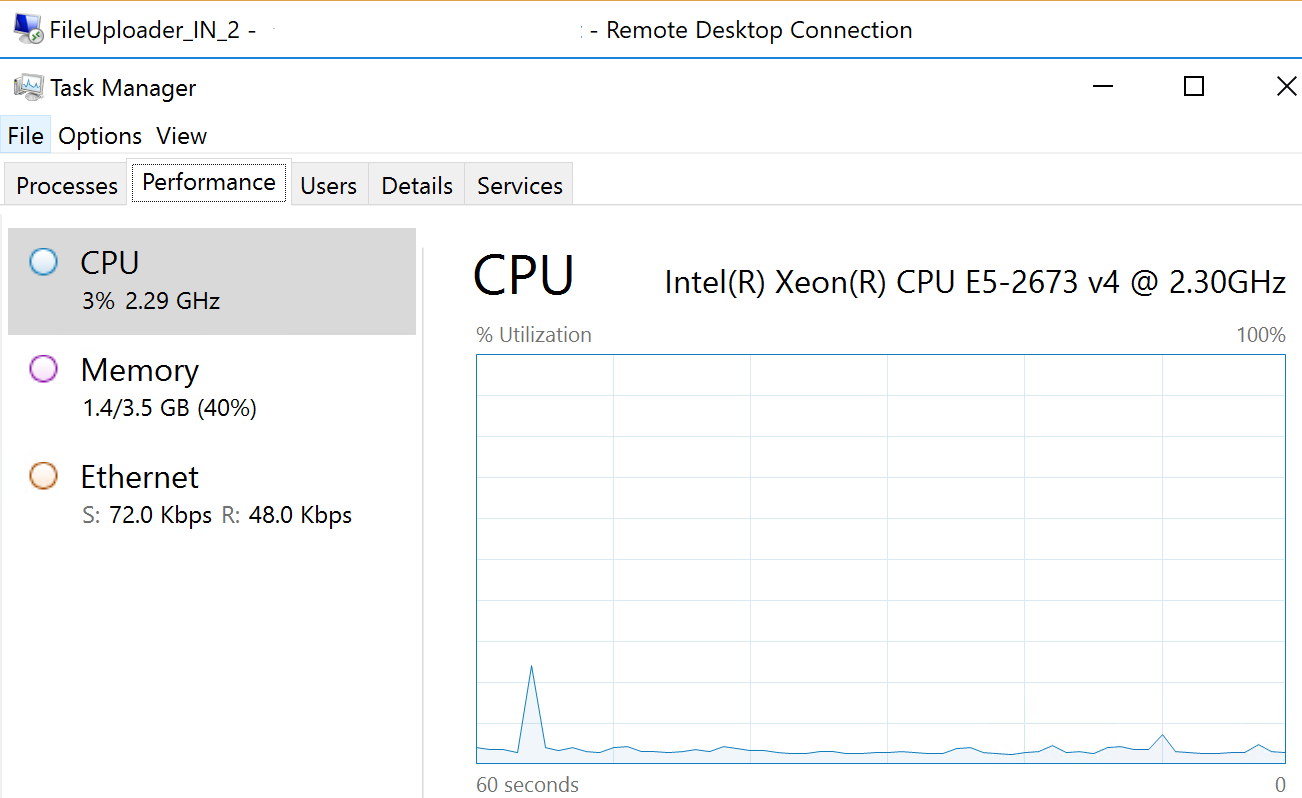 FileUploader_IN_2 - - Remote Desktop Connection
Task Manager
File Options View
Processes Performance Users Details Services
CPU
3% 2.29 GHz
Memory
1.4/3.5 GB (40%)
Ethernet
S: 72.0 Kbps R: 48.0 Kbps
CPU Intel(R) Xeon(R) CPU E5-2673 v4 @ 2.30GHz
% Utilization 100%
60 seconds 0